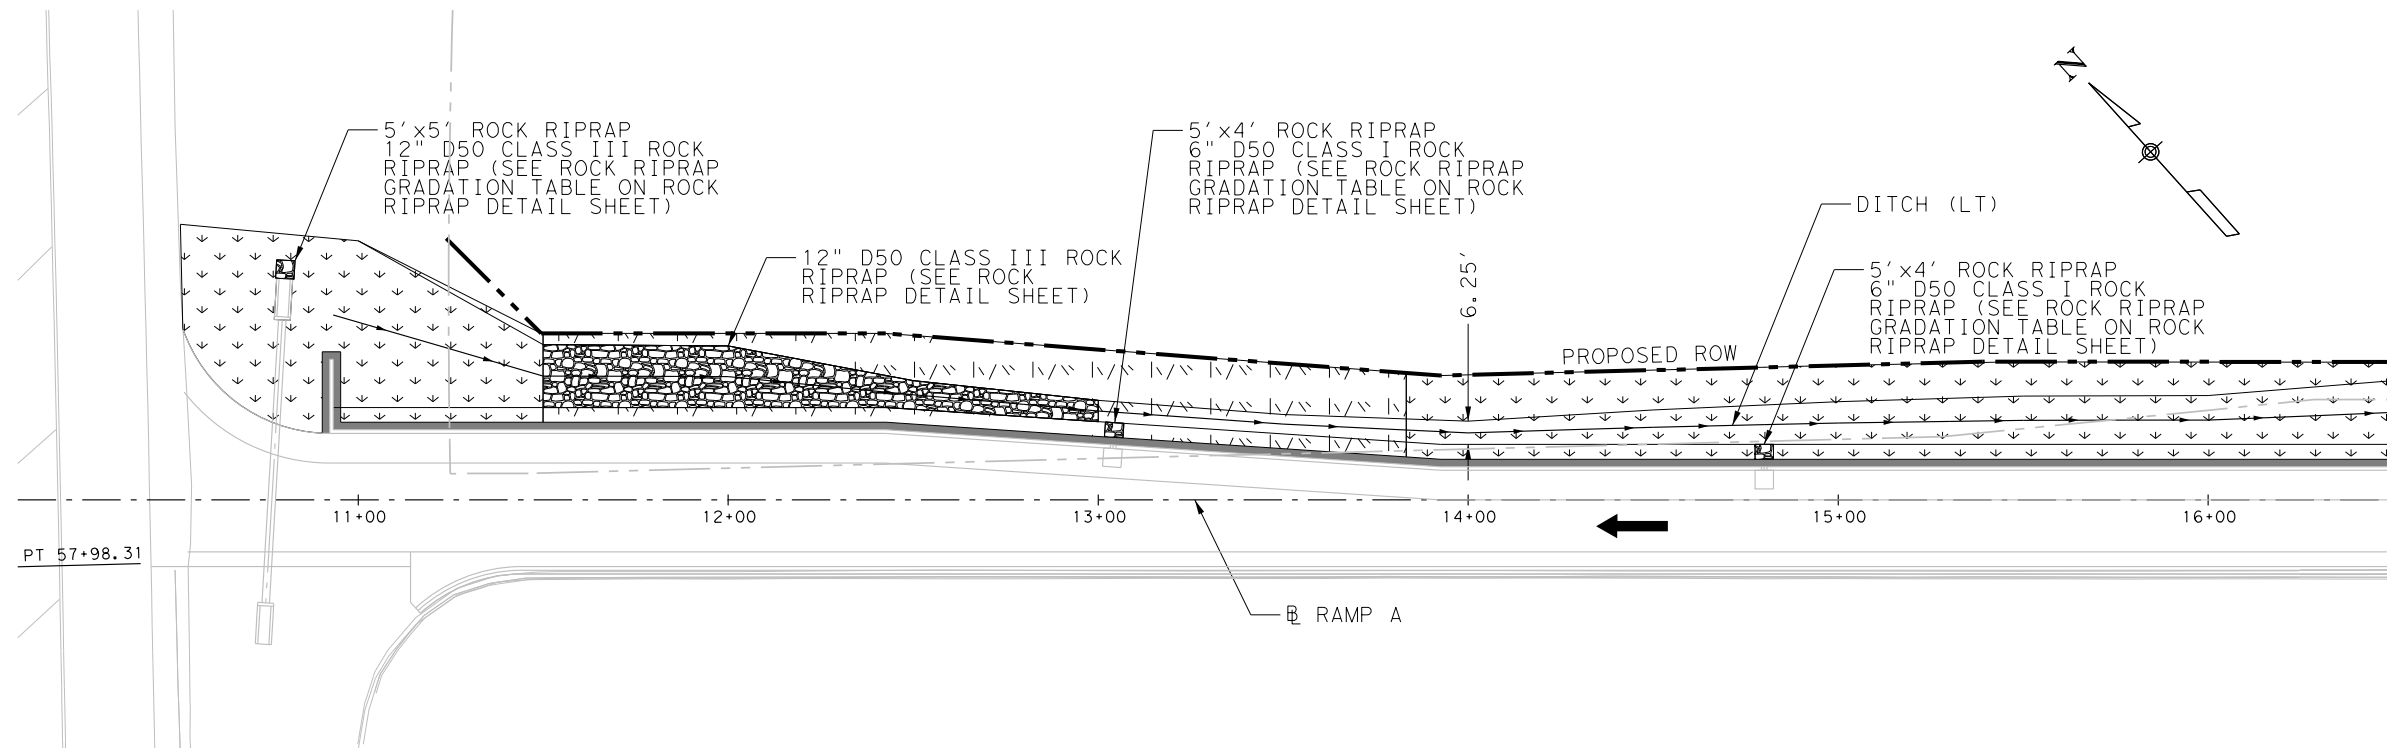 N
5'x5' ROCK RIPRAP
12" D50 CLASS III ROCK
RIPRAP (SEE ROCK RIPRAP
GRADATION TABLE ON ROCK
RIPRAP DETAIL SHEET)
5'x4' ROCK RIPRAP
6" D50 CLASS I ROCK
RIPRAP (SEE ROCK RIPRAP
GRADATION TABLE ON ROCK
RIPRAP DETAIL SHEET)
DITCH (LT)
12" D50 CLASS III ROCK
RIPRAP (SEE ROCK
RIPRAP DETAIL SHEET)
6.25'
5'x4' ROCK RIPRAP
6" D50 CLASS I ROCK
RIPRAP (SEE ROCK RIPRAP
GRADATION TABLE ON ROCK
RIPRAP DETAIL SHEET)
PROPOSED ROW
11+00
12+00
13+00
14+00
15+00
16+00
PT 57+98.31
BL RAMP A